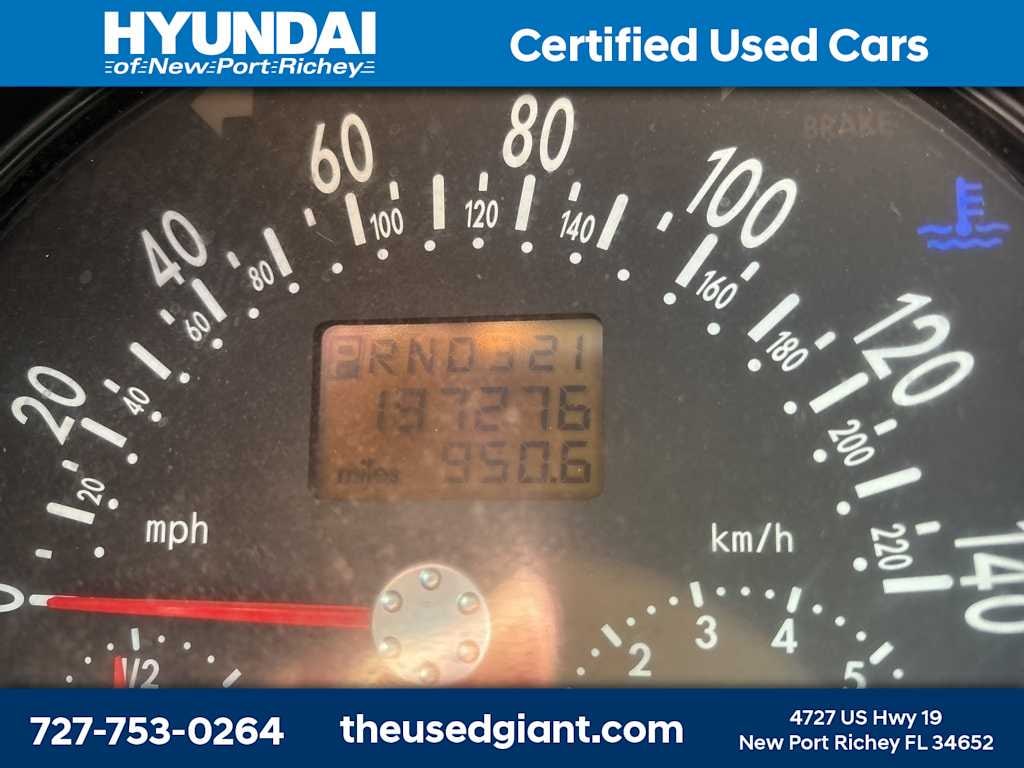 HYUNDAI
of New Port Richey
Certified Used Cars
BRAKE
60
80
100
40
120
20
140
0
100
120
140
80
160
60
180
40
200
20
220
PRND321
137276
miles 950.6
mph
km/h
1/2
2
3
4
5
727-753-0264
theusedgiant.com
4727 US Hwy 19
New Port Richey FL 34652